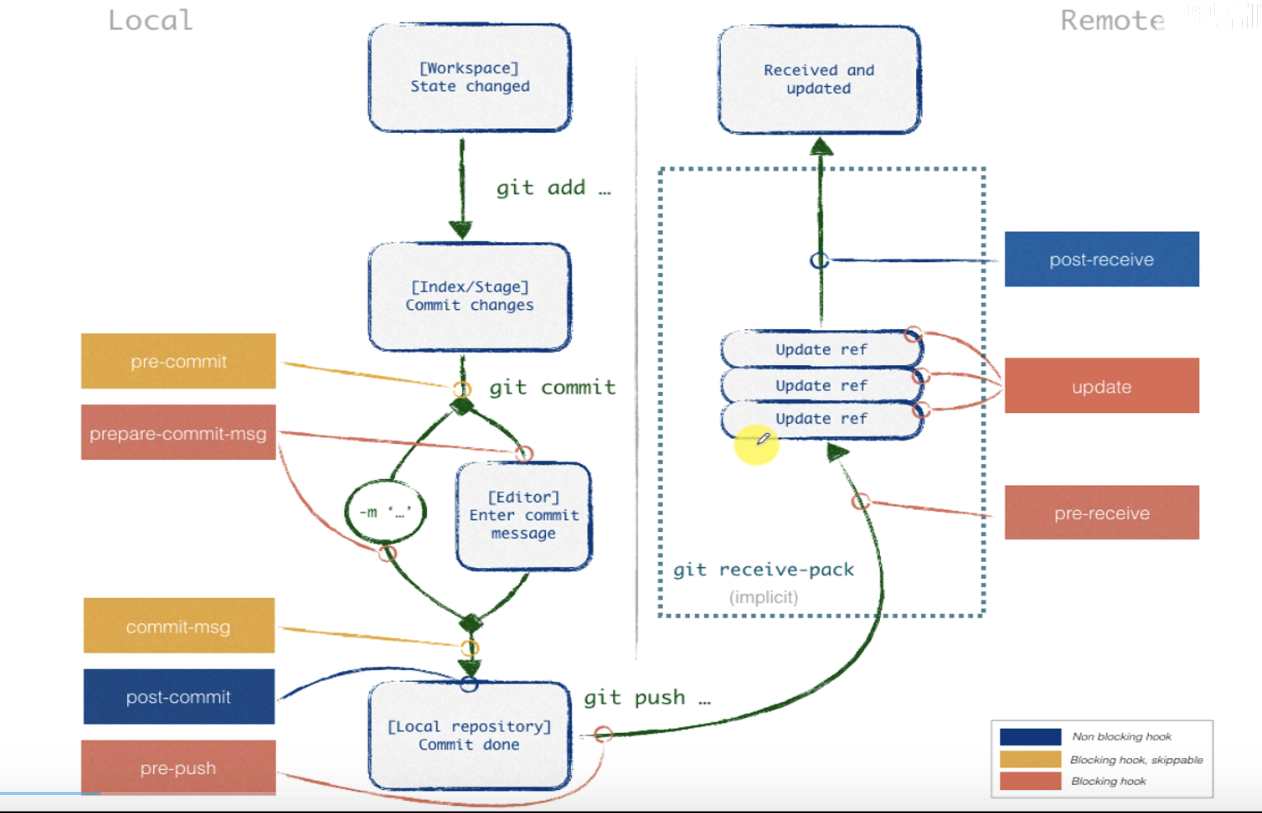 Local
Remote
[Workspace]
State changed
Received and
updated
git add …
[Index/Stage]
Commit changes
post-receive
pre-commit
git commit
Update ref
Update ref
Update ref
update
prepare-commit-msg
-m ‘…’
[Editor]
Enter commit
message
pre-receive
git receive-pack
(implicit)
commit-msg
post-commit
git push …
[Local repository]
Commit done
pre-push
Non blocking hook
Blocking hook, skippable
Blocking hook